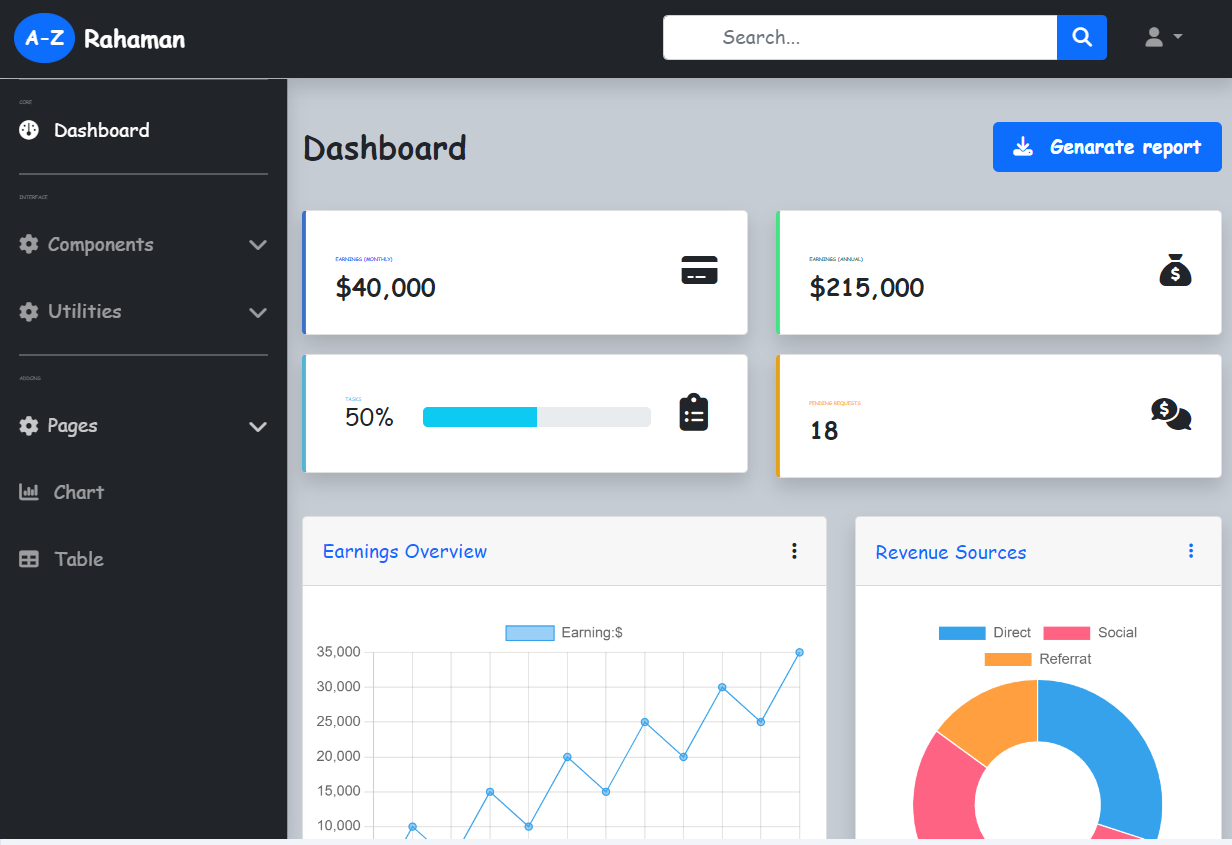 A-Z Rahaman
Search...
CORE
Dashboard
INTERFACE
Components
Utilities
ADDONS
Pages
Chart
Table
Dashboard
Genarate report
EARNINGS (MONTHLY)
$40,000
EARNINGS (ANNUAL)
$215,000
TASKS
50%
PENDING REQUESTS
18
Earnings Overview
Earning:$
35,000
30,000
25,000
20,000
15,000
10,000
Revenue Sources
Direct
Social
Referrat